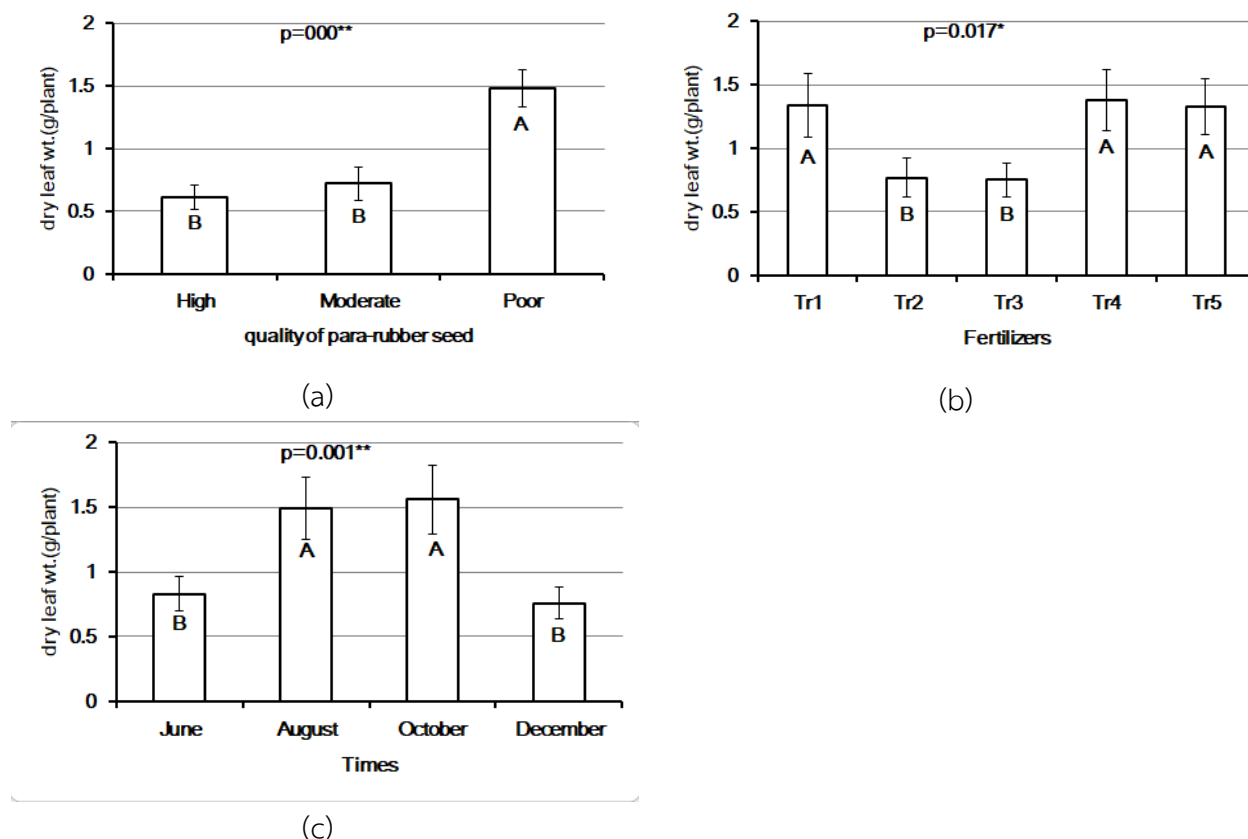 2
p=000**
1.5
1
0.5
0
dry leaf wt.(g/plant)
B
B
A
High Moderate Poor
quality of para-rubber seed
(a)
2
p=0.017*
1.5
1
0.5
0
dry leaf wt.(g/plant)
A
B
B
A
A
Tr1 Tr2 Tr3 Tr4 Tr5
Fertilizers
(b)
2
p=0.001**
1.5
1
0.5
0
dry leaf wt.(g/plant)
B
A
A
B
June August October December
Times
(c)